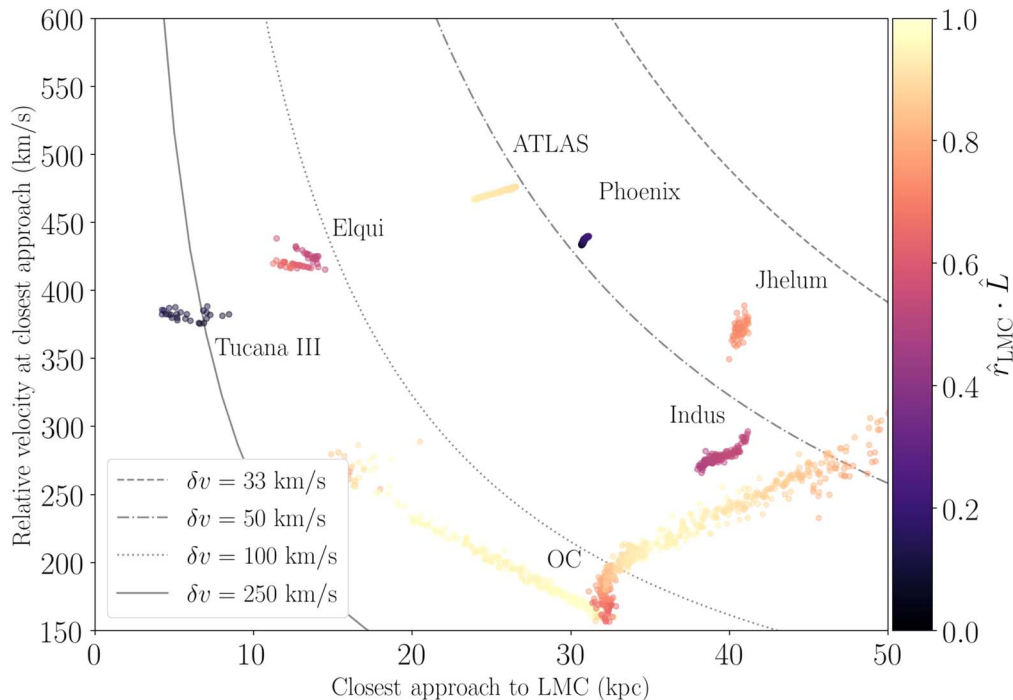 600
550
500
450
400
350
300
250
200
150
Relative velocity at closest approach (km/s)
ATLAS
Phoenix
Elqui
Jhelum
Tucana III
Indus
OC
δv = 33 km/s
δv = 50 km/s
δv = 100 km/s
δv = 250 km/s
0
10
20
30
40
50
Closest approach to LMC (kpc)
1.0
0.8
0.6
0.4
0.2
0.0
r̂_LMC · L̂